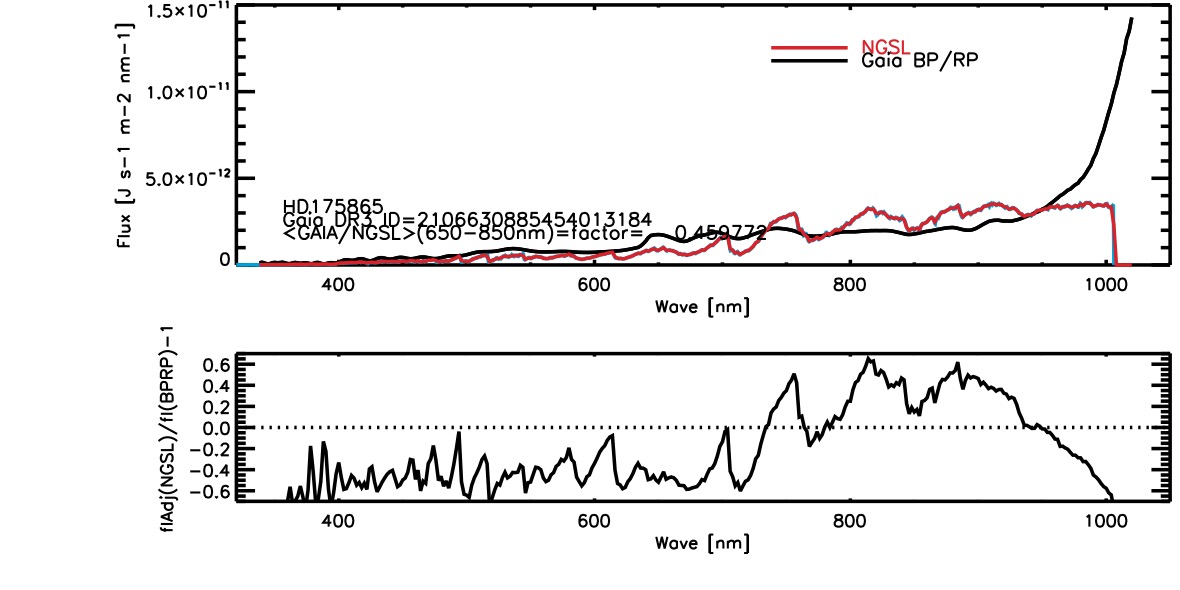 1.5×10−11
1.0×10−11
5.0×10−12
0
Flux [J s−1 m−2 nm−1]
NGSL
Gaia BP/RP
HD175865
Gaia DR3 ID=2106630885454013184
<GAIA/NGSL>(650−850nm)=factor= 0.459772
400 600 800 1000
Wave [nm]
0.6
0.4
0.2
0.0
−0.2
−0.4
−0.6
flAdj(NGSL)/fl(BPRP)−1
400 600 800 1000
Wave [nm]